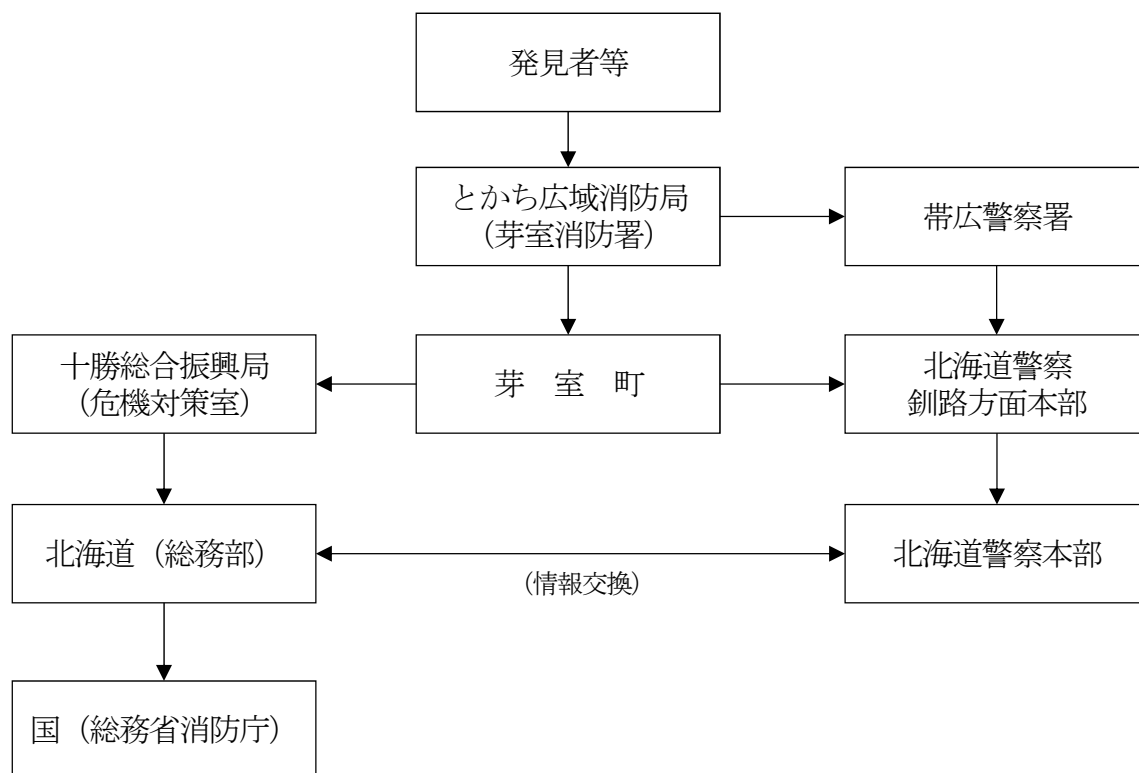 発見者等
とかち広域消防局
（芽室消防署）
帯広警察署
十勝総合振興局
（危機対策室）
芽　室　町
北海道警察
釧路方面本部
北海道（総務部）
（情報交換）
北海道警察本部
国（総務省消防庁）